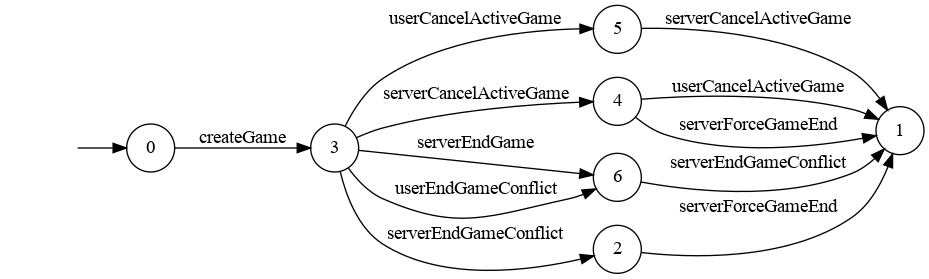 userCancelActiveGame
5
serverCancelActiveGame
serverCancelActiveGame
4
userCancelActiveGame
serverForceGameEnd
0
createGame
3
1
serverEndGame
6
serverEndGameConflict
userEndGameConflict
serverForceGameEnd
serverEndGameConflict
2